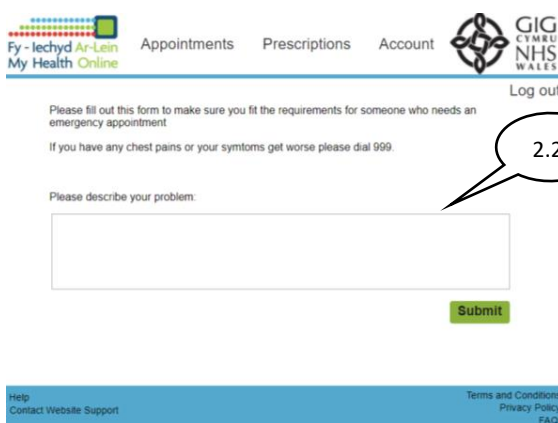 Fy - Iechyd Ar-Lein
My Health Online
Appointments
Prescriptions
Account
GIG
CYMRU
NHS
WALES
Log out
Please fill out this form to make sure you fit the requirements for someone who needs an
emergency appointment
If you have any chest pains or your symtoms get worse please dial 999.
2.2
Please describe your problem:
Submit
Help
Contact Website Support
Terms and Conditions
Privacy Policy
FAQ